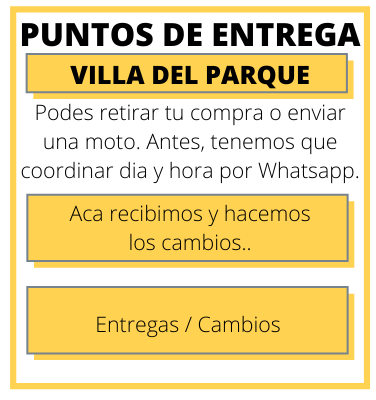 PUNTOS DE ENTREGA
VILLA DEL PARQUE
Podes retirar tu compra o enviar
una moto. Antes, tenemos que
coordinar dia y hora por Whatsapp.
Aca recibimos y hacemos
los cambios..
Entregas / Cambios